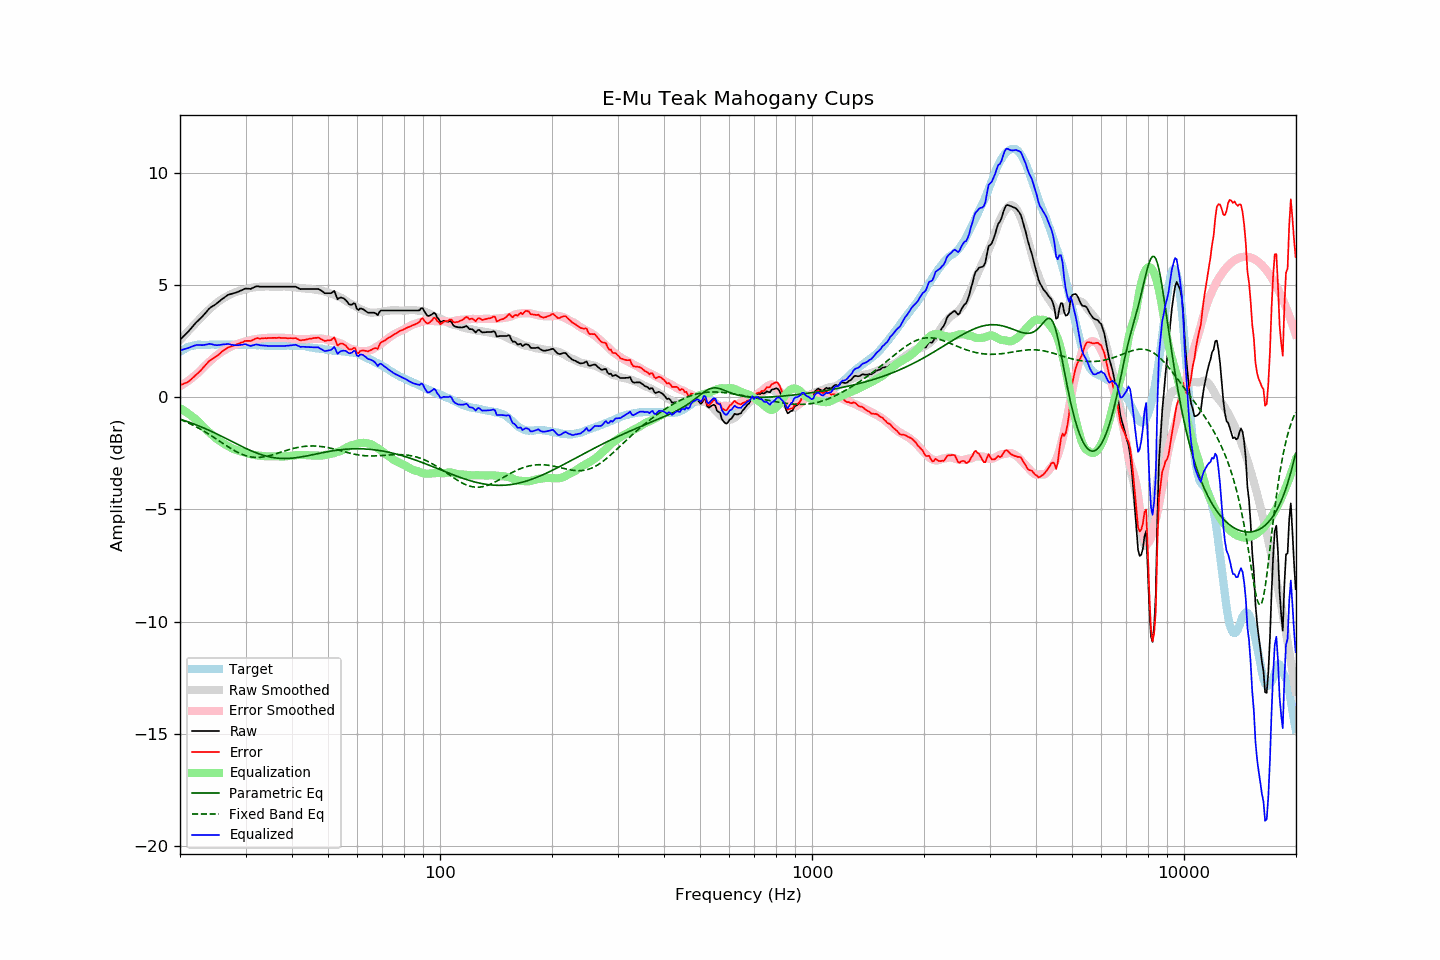 E-Mu Teak Mahogany Cups
10
5
0
−5
−10
−15
−20
Amplitude (dBr)
Target
Raw Smoothed
Error Smoothed
Raw
Error
Equalization
Parametric Eq
Fixed Band Eq
Equalized
100
1000
10000
Frequency (Hz)